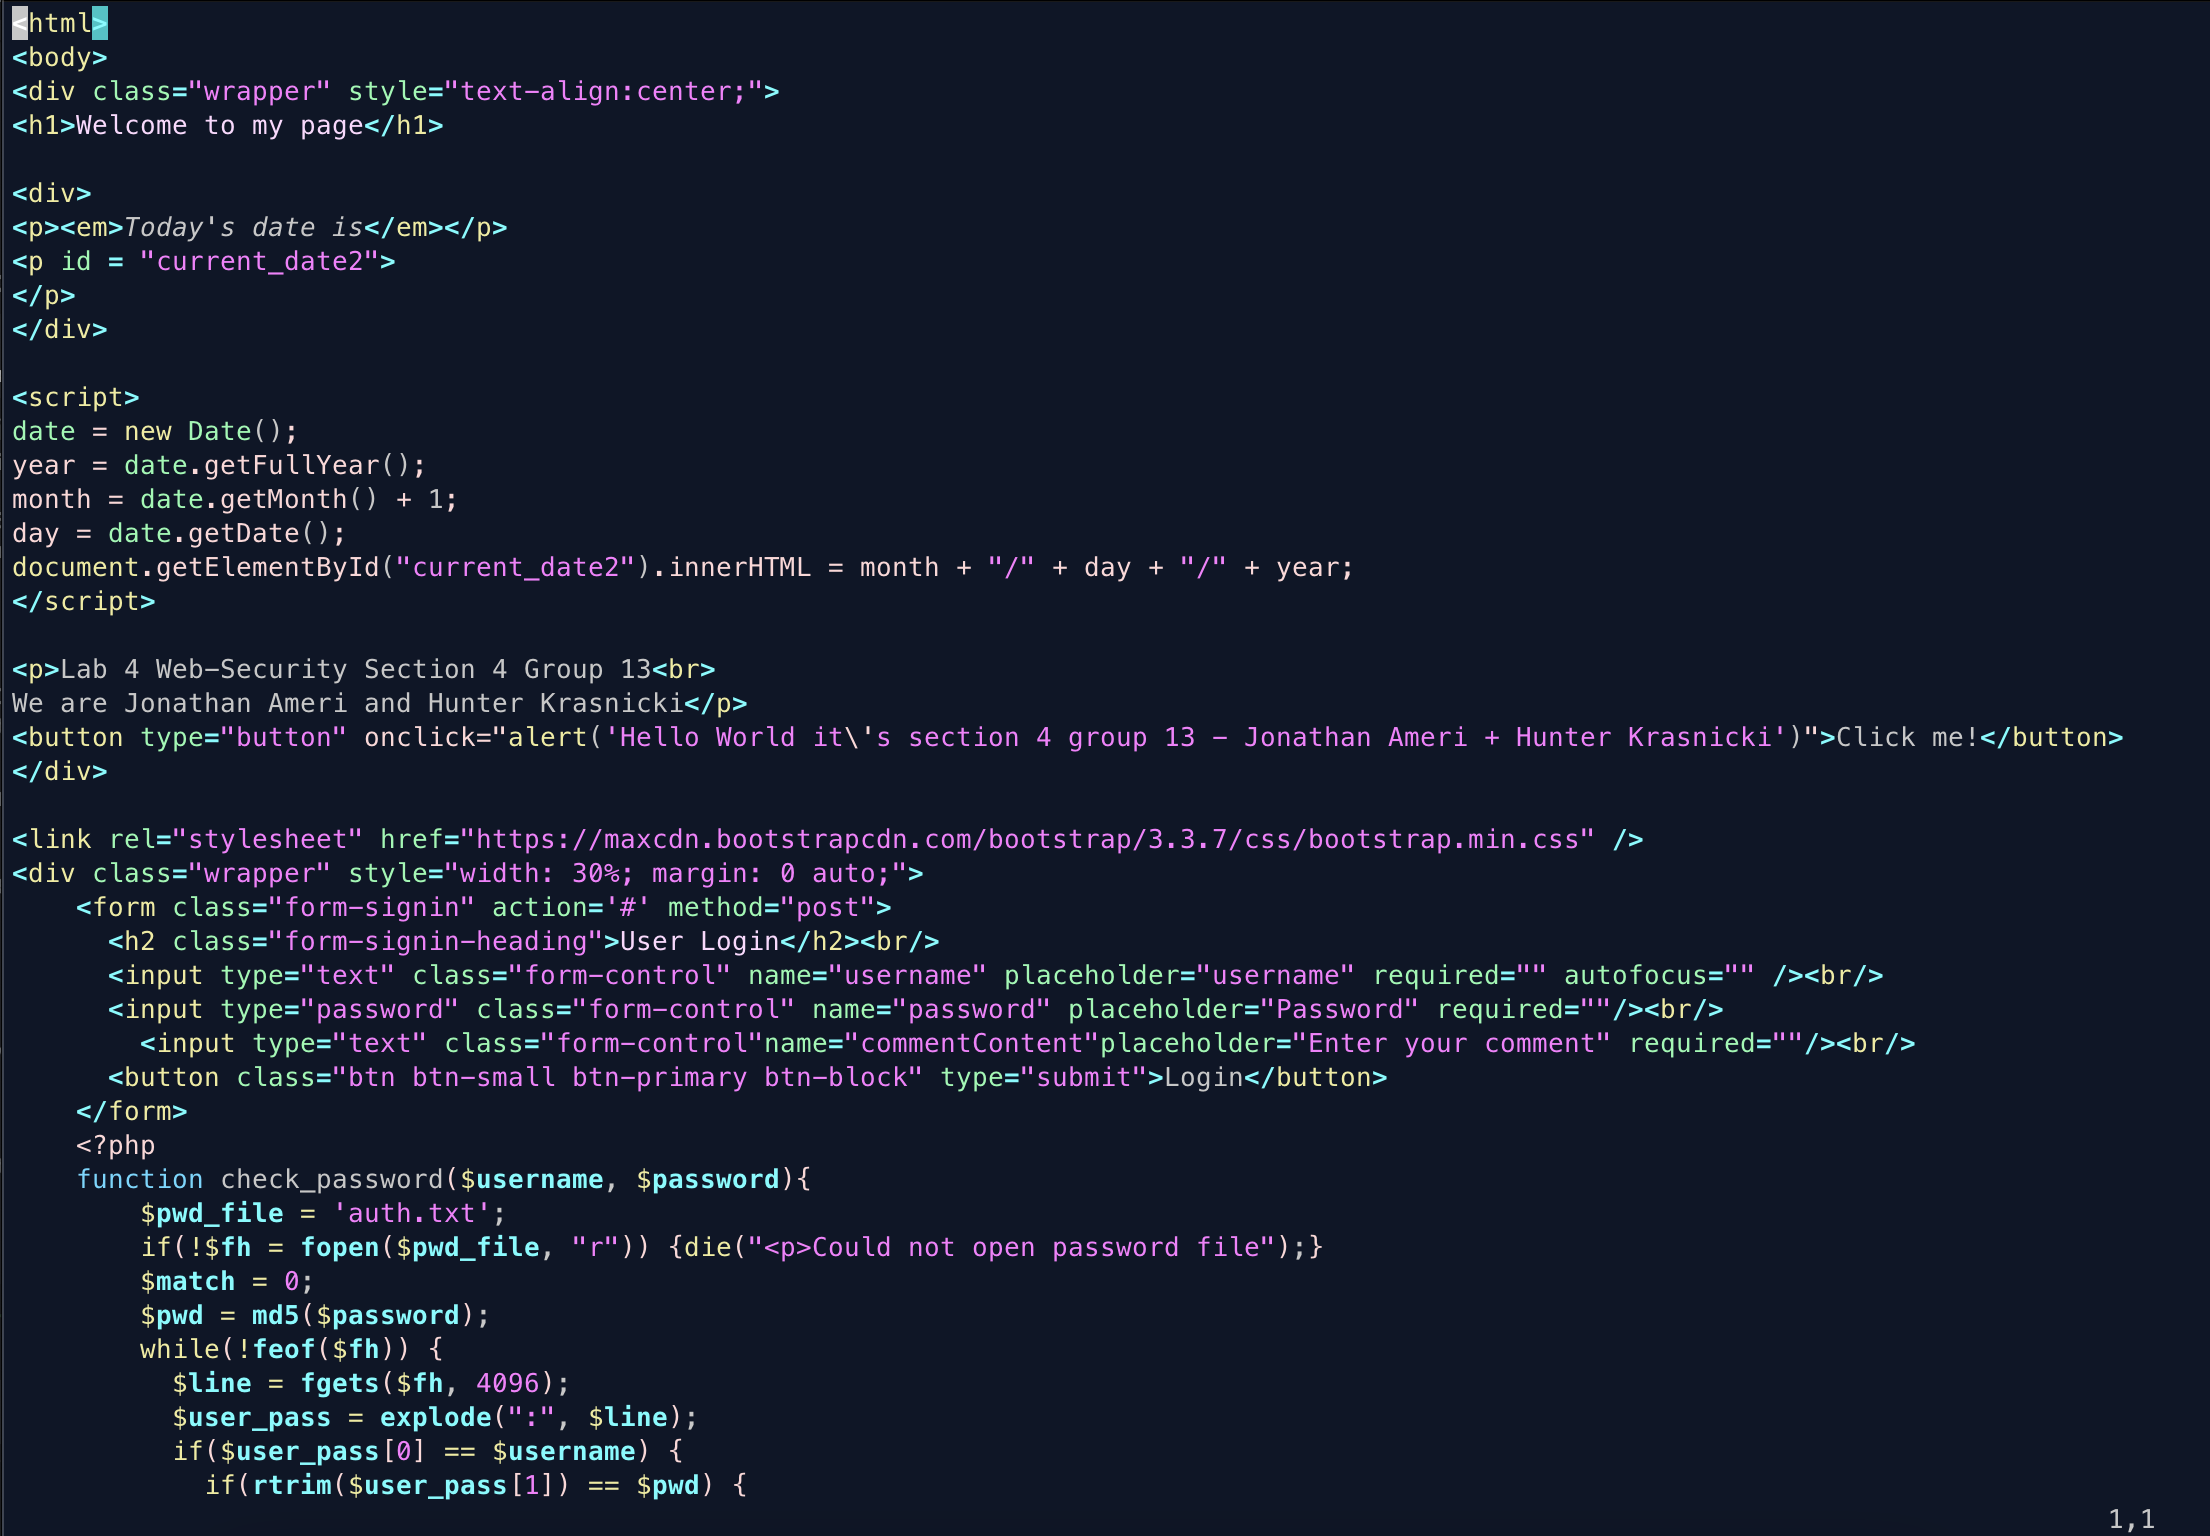 <html>
<body>
<div class="wrapper" style="text-align:center;">
<h1>Welcome to my page</h1>

<div>
<p><em>Today's date is</em></p>
<p id = "current_date2">
</p>
</div>

<script>
date = new Date();
year = date.getFullYear();
month = date.getMonth() + 1;
day = date.getDate();
document.getElementById("current_date2").innerHTML = month + "/" + day + "/" + year;
</script>

<p>Lab 4 Web-Security Section 4 Group 13<br>
We are Jonathan Ameri and Hunter Krasnicki</p>
<button type="button" onclick="alert('Hello World it\'s section 4 group 13 - Jonathan Ameri + Hunter Krasnicki')">Click me!</button>
</div>

<link rel="stylesheet" href="https://maxcdn.bootstrapcdn.com/bootstrap/3.3.7/css/bootstrap.min.css" />
<div class="wrapper" style="width: 30%; margin: 0 auto;">
    <form class="form-signin" action='#' method="post">
      <h2 class="form-signin-heading">User Login</h2><br/>
      <input type="text" class="form-control" name="username" placeholder="username" required="" autofocus="" /><br/>
      <input type="password" class="form-control" name="password" placeholder="Password" required=""/><br/>
        <input type="text" class="form-control"name="commentContent"placeholder="Enter your comment" required=""/><br/>
      <button class="btn btn-small btn-primary btn-block" type="submit">Login</button>
    </form>
    <?php
    function check_password($username, $password){
        $pwd_file = 'auth.txt';
        if(!$fh = fopen($pwd_file, "r")) {die("<p>Could not open password file");}
        $match = 0;
        $pwd = md5($password);
        while(!feof($fh)) {
          $line = fgets($fh, 4096);
          $user_pass = explode(":", $line);
          if($user_pass[0] == $username) {
            if(rtrim($user_pass[1]) == $pwd) {
1,1